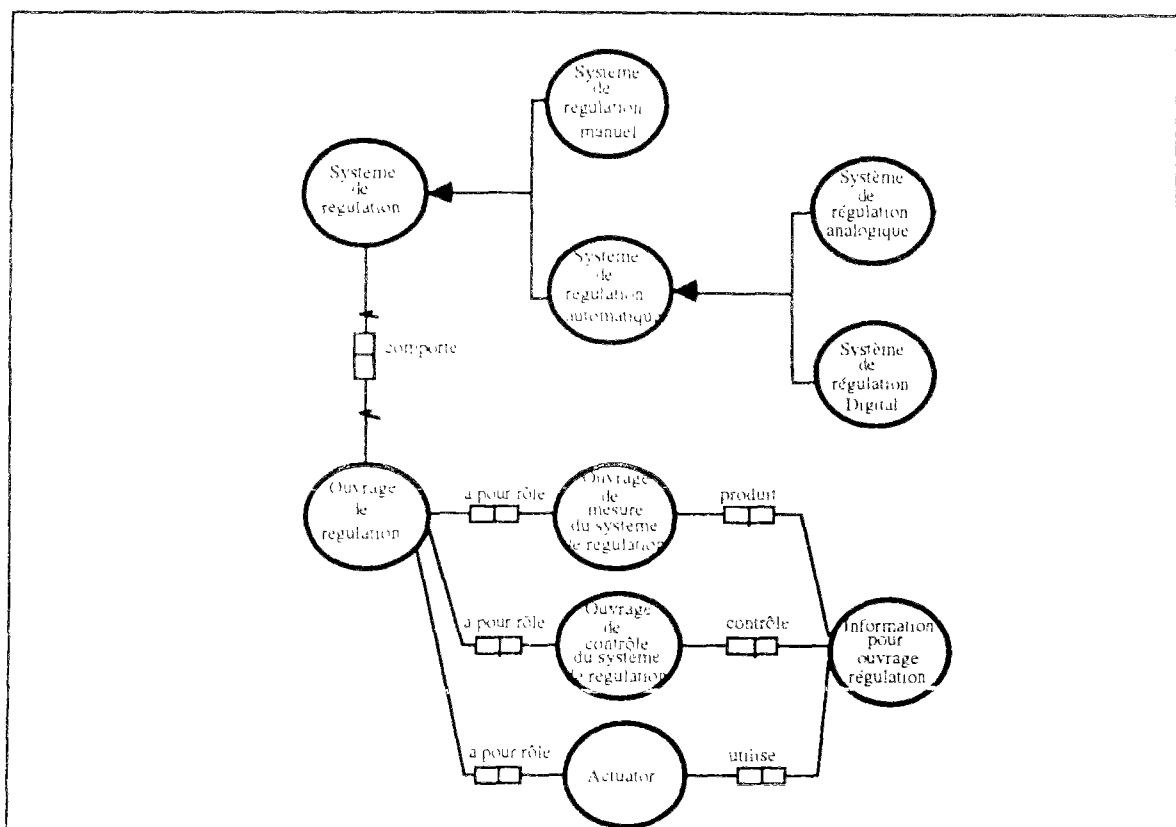 Systeme
de
regulation
manuel
Systeme
de
regulation
Système
de
régulation
analogique
Systeme
de
regulation
automatique
comporte
Système
de
régulation
Digital
Ouvrage
de
regulation
a pour rôle
Ouvrage
de
mesure
du systeme
de regulation
produit
a pour rôle
Ouvrage
de
contrôle
du système
de regulation
contrôle
Information
pour
ouvrage
régulation
a pour rôle
Actuator
utilise